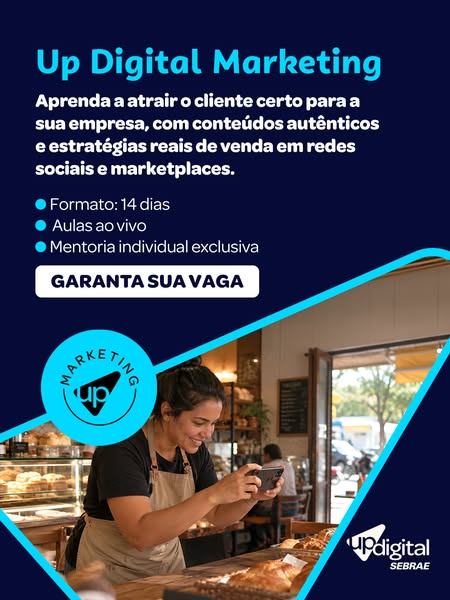 Up Digital Marketing
Aprenda a atrair o cliente certo para a
sua empresa, com conteúdos autênticos
e estratégias reais de venda em redes
sociais e marketplaces.
Formato: 14 dias
Aulas ao vivo
Mentoria individual exclusiva
GARANTA SUA VAGA
MARKETING
up
updigital
SEBRAE